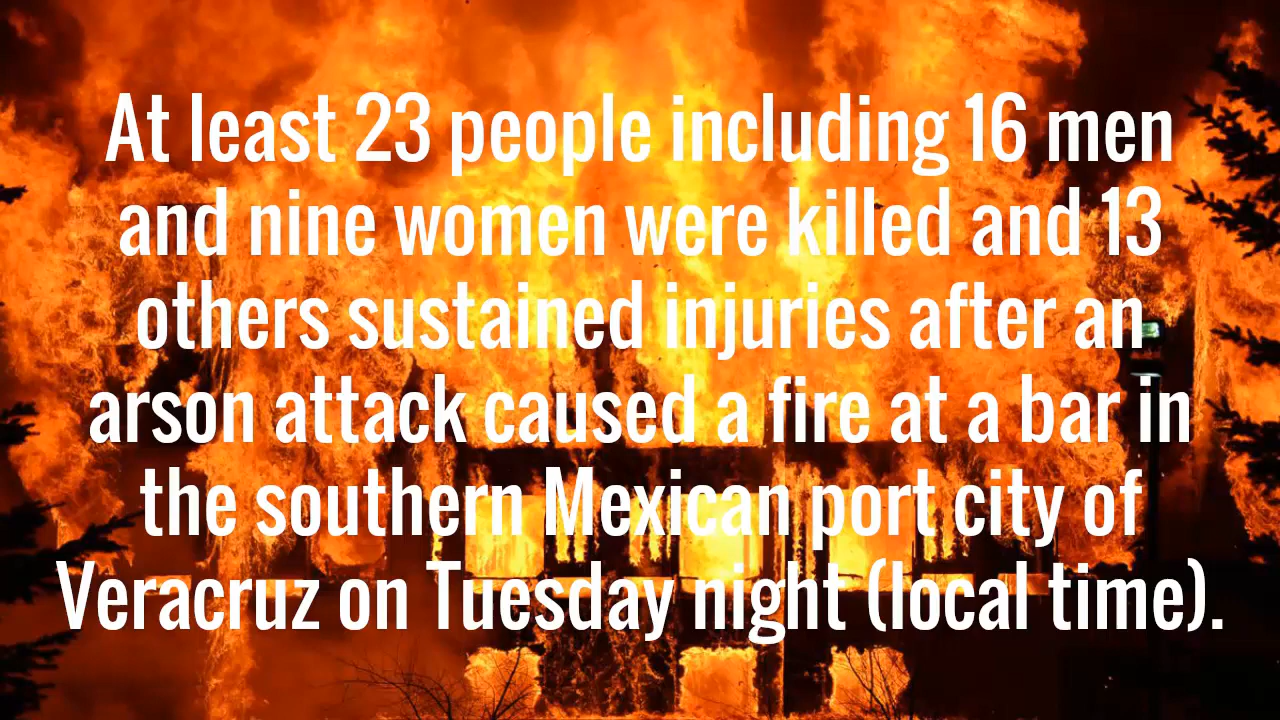 At least 23 people including 16 men
and nine women were killed and 13
others sustained injuries after an
arson attack caused a fire at a bar in
the southern Mexican port city of
Veracruz on Tuesday night (local time).